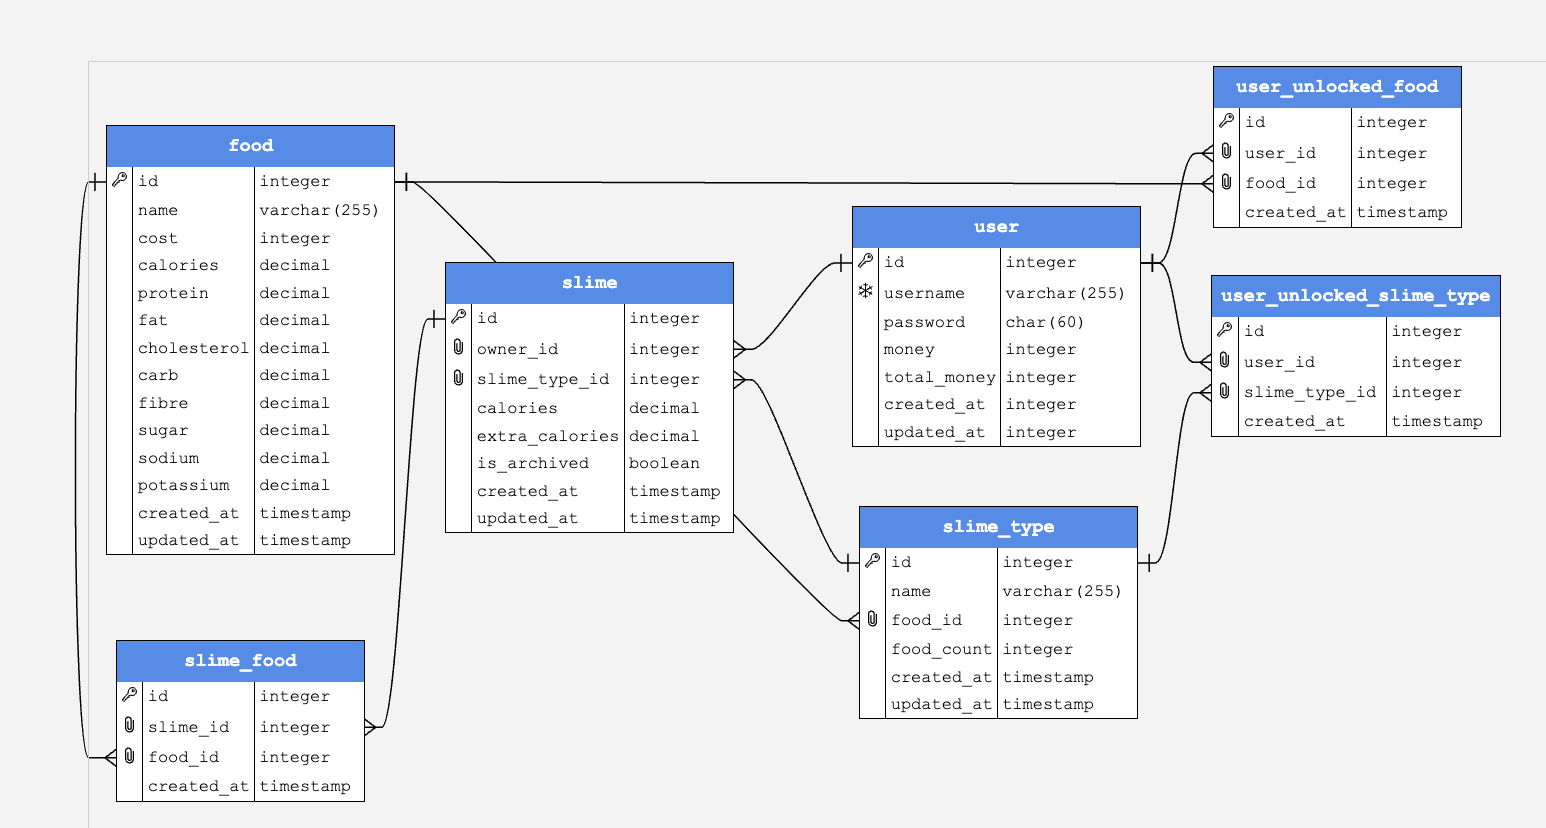 user_unlocked_food
id integer
user_id integer
food_id integer
created_at timestamp
food
id integer
name varchar(255)
cost integer
calories decimal
protein decimal
fat decimal
cholesterol decimal
carb decimal
fibre decimal
sugar decimal
sodium decimal
potassium decimal
created_at timestamp
updated_at timestamp
user
id integer
username varchar(255)
password char(60)
money integer
total_money integer
created_at integer
updated_at integer
slime
id integer
owner_id integer
slime_type_id integer
calories decimal
extra_calories decimal
is_archived boolean
created_at timestamp
updated_at timestamp
user_unlocked_slime_type
id integer
user_id integer
slime_type_id integer
created_at timestamp
slime_type
id integer
name varchar(255)
food_id integer
food_count integer
created_at timestamp
updated_at timestamp
slime_food
id integer
slime_id integer
food_id integer
created_at timestamp